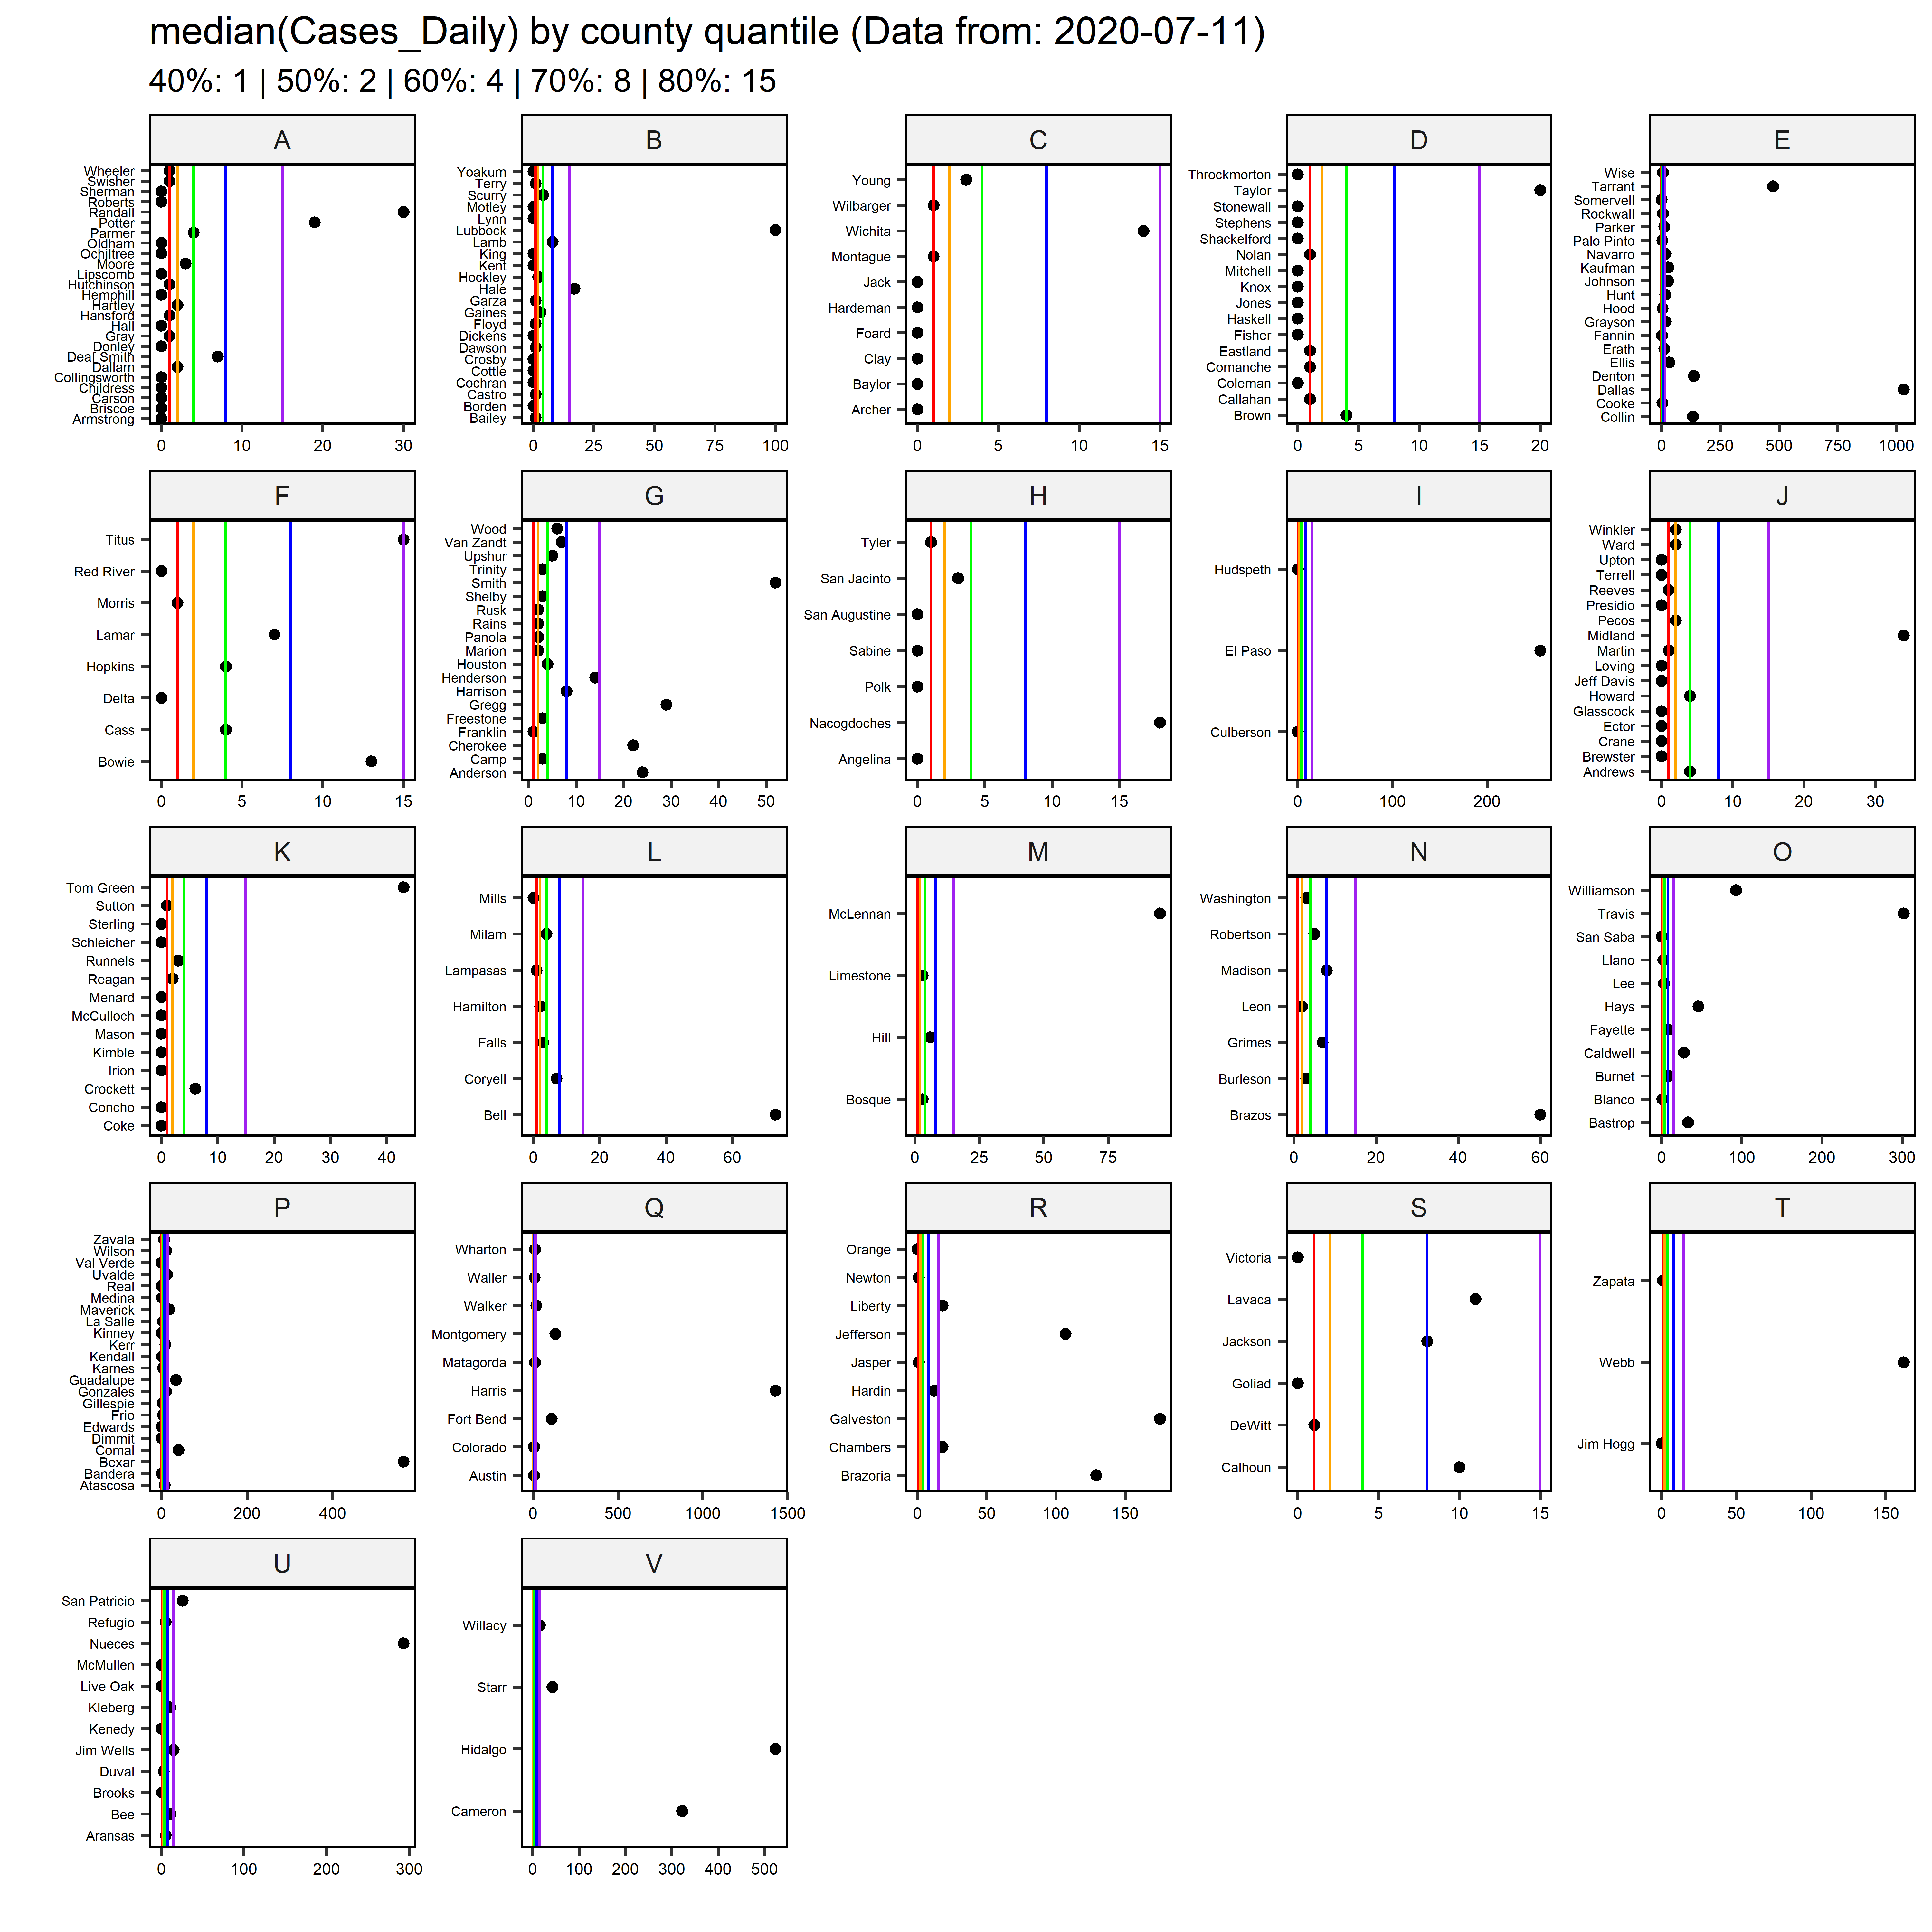 median(Cases_Daily) by county quantile (Data from: 2020-07-11)
40%: 1 | 50%: 2 | 60%: 4 | 70%: 8 | 80%: 15
A
Wheeler
Swisher
Sherman
Roberts
Randall
Potter
Parmer
Oldham
Ochiltree
Moore
Lipscomb
Hutchinson
Hemphill
Hartley
Hansford
Hall
Gray
Donley
Deaf Smith
Dallam
Collingsworth
Childress
Carson
Briscoe
Armstrong
0 10 20 30
B
Yoakum
Terry
Scurry
Motley
Lynn
Lubbock
Lamb
King
Kent
Hockley
Hale
Garza
Gaines
Floyd
Dickens
Dawson
Crosby
Cottle
Cochran
Castro
Borden
Bailey
0 25 50 75 100
C
Young
Wilbarger
Wichita
Montague
Jack
Hardeman
Foard
Clay
Baylor
Archer
0 5 10 15
D
Throckmorton
Taylor
Stonewall
Stephens
Shackelford
Nolan
Mitchell
Knox
Jones
Haskell
Fisher
Eastland
Comanche
Coleman
Callahan
Brown
0 5 10 15 20
E
Wise
Tarrant
Somervell
Rockwall
Parker
Palo Pinto
Navarro
Kaufman
Johnson
Hunt
Hood
Grayson
Fannin
Erath
Ellis
Denton
Dallas
Cooke
Collin
0 250 500 750 1000
F
Titus
Red River
Morris
Lamar
Hopkins
Delta
Cass
Bowie
0 5 10 15
G
Wood
Van Zandt
Upshur
Trinity
Smith
Shelby
Rusk
Rains
Panola
Marion
Houston
Henderson
Harrison
Gregg
Freestone
Franklin
Cherokee
Camp
Anderson
0 10 20 30 40 50
H
Tyler
San Jacinto
San Augustine
Sabine
Polk
Nacogdoches
Angelina
0 5 10 15
I
Hudspeth
El Paso
Culberson
0 100 200
J
Winkler
Ward
Upton
Terrell
Reeves
Presidio
Pecos
Midland
Martin
Loving
Jeff Davis
Howard
Glasscock
Ector
Crane
Brewster
Andrews
0 10 20 30
K
Tom Green
Sutton
Sterling
Schleicher
Runnels
Reagan
Menard
McCulloch
Mason
Kimble
Irion
Crockett
Concho
Coke
0 10 20 30 40
L
Mills
Milam
Lampasas
Hamilton
Falls
Coryell
Bell
0 20 40 60
M
McLennan
Limestone
Hill
Bosque
0 25 50 75
N
Washington
Robertson
Madison
Leon
Grimes
Burleson
Brazos
0 20 40 60
O
Williamson
Travis
San Saba
Llano
Lee
Hays
Fayette
Caldwell
Burnet
Blanco
Bastrop
0 100 200 300
P
Zavala
Wilson
Val Verde
Uvalde
Real
Medina
Maverick
La Salle
Kinney
Kerr
Kendall
Karnes
Guadalupe
Gonzales
Gillespie
Frio
Edwards
Dimmit
Comal
Bexar
Bandera
Atascosa
0 200 400
Q
Wharton
Waller
Walker
Montgomery
Matagorda
Harris
Fort Bend
Colorado
Austin
0 500 1000 1500
R
Orange
Newton
Liberty
Jefferson
Jasper
Hardin
Galveston
Chambers
Brazoria
0 50 100 150
S
Victoria
Lavaca
Jackson
Goliad
DeWitt
Calhoun
0 5 10 15
T
Zapata
Webb
Jim Hogg
0 50 100 150
U
San Patricio
Refugio
Nueces
McMullen
Live Oak
Kleberg
Kenedy
Jim Wells
Duval
Brooks
Bee
Aransas
0 100 200 300
V
Willacy
Starr
Hidalgo
Cameron
0 100 200 300 400 500